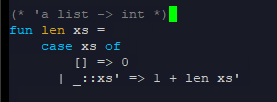 (* 'a list -> int *)
fun len xs =
    case xs of
        [] => 0
      | _::xs' => 1 + len xs'